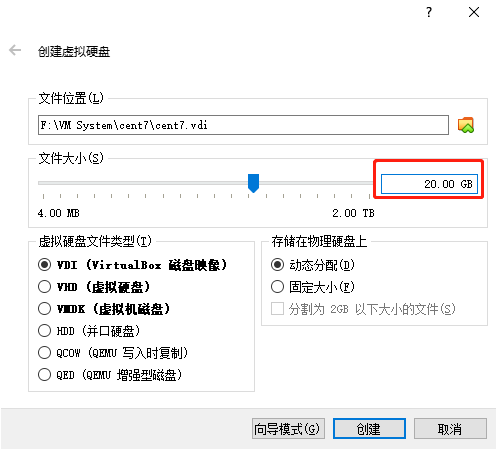 ?
创建虚拟硬盘
文件位置(L)
F:\VM System\cent7\cent7.vdi
文件大小(S)
20.00 GB
4.00 MB 2.00 TB
虚拟硬盘文件类型(T)
VDI (VirtualBox 磁盘映像)
VHD (虚拟硬盘)
VMDK (虚拟机磁盘)
HDD (并口硬盘)
QCOW (QEMU 写入时复制)
QED (QEMU 增强型磁盘)
存储在物理硬盘上
动态分配(D)
固定大小(F)
分割为 2GB 以下大小的文件(S)
向导模式(G) 创建 取消